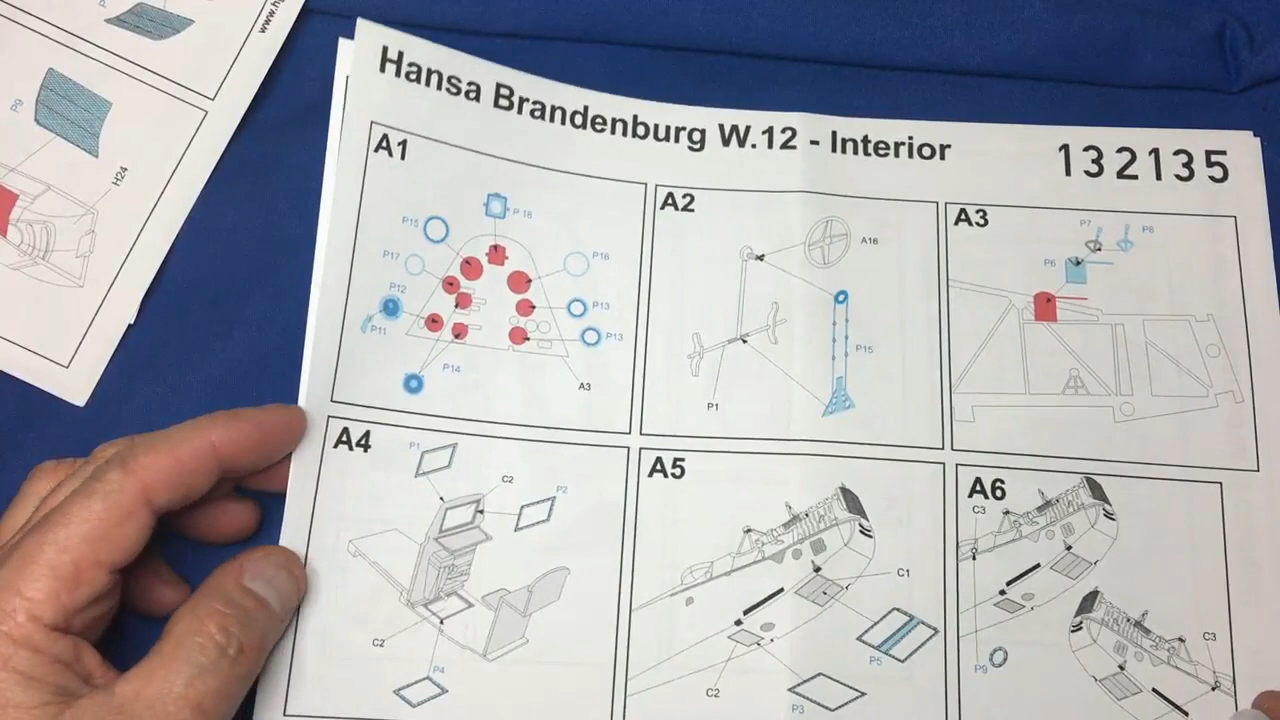 www.h
P9
H24
Hansa Brandenburg W.12 - Interior
132135
A1
P15
P 18
P17
P16
P12
P13
P11
P13
P14
A3
A2
A16
P15
P1
A3
P7
P8
P6
A4
P1
C2
P2
C2
P4
A5
C1
P5
C2
P3
A6
C3
C3
P9